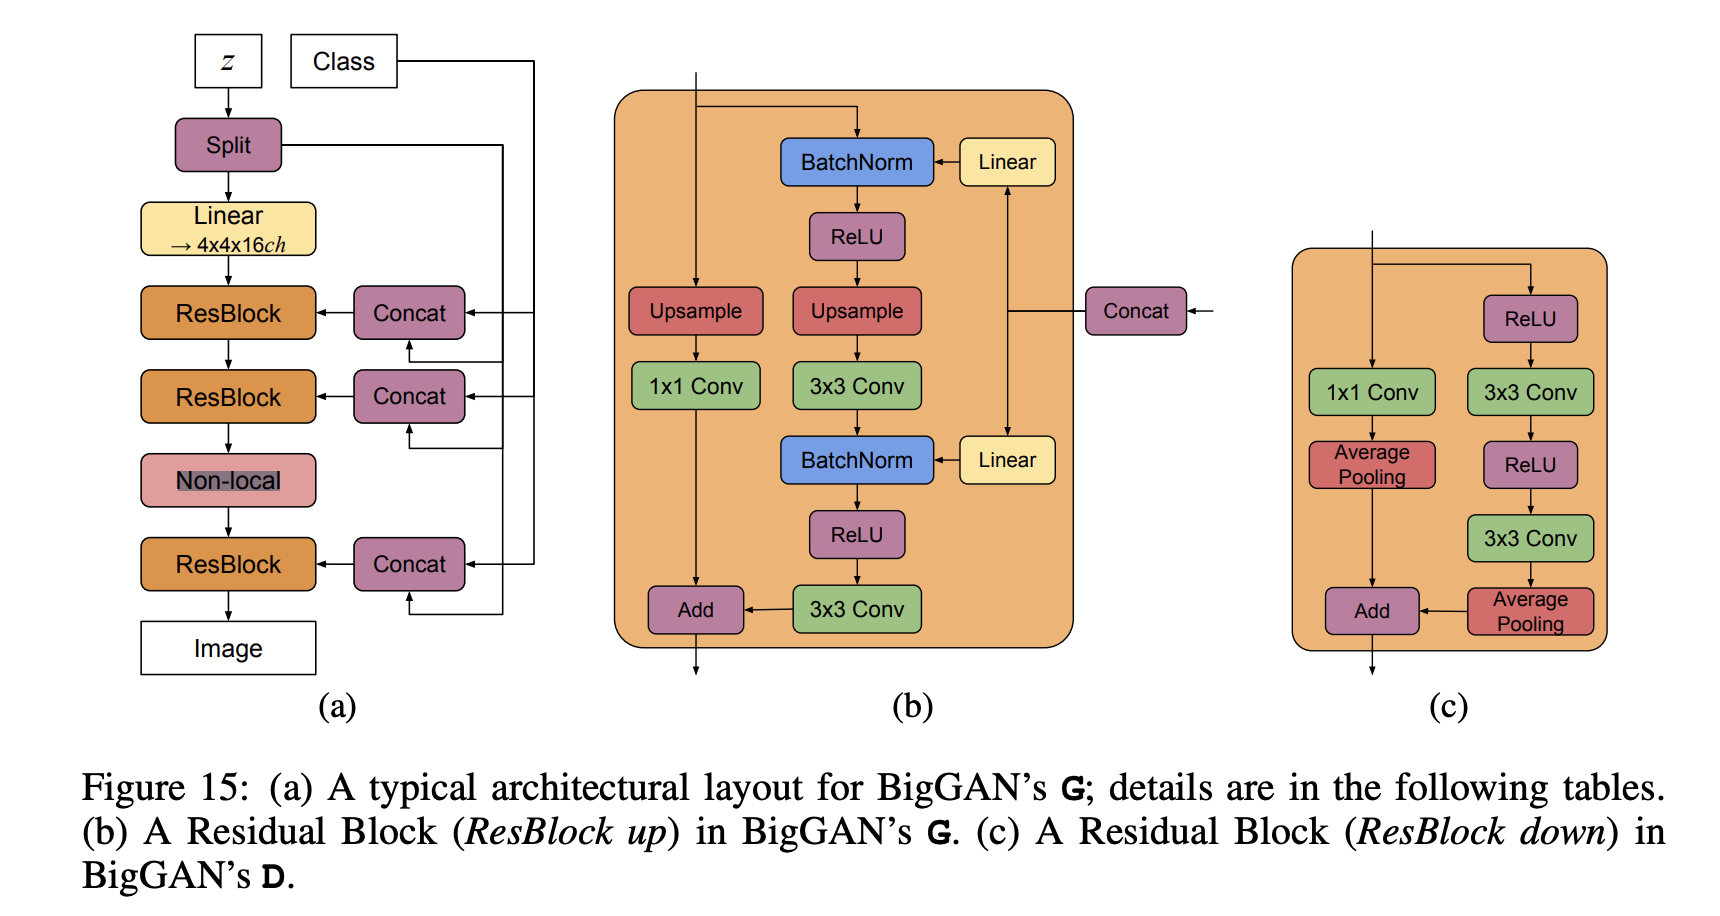 z
Class
Split
Linear
→ 4x4x16ch
ResBlock
Concat
ResBlock
Concat
Non-local
ResBlock
Concat
Image
(a)
BatchNorm
Linear
ReLU
Upsample
Upsample
Concat
1x1 Conv
3x3 Conv
BatchNorm
Linear
ReLU
Add
3x3 Conv
(b)
ReLU
1x1 Conv
3x3 Conv
Average
Pooling
ReLU
3x3 Conv
Add
Average
Pooling
(c)
Figure 15: (a) A typical architectural layout for BigGAN's G; details are in the following tables.
(b) A Residual Block (ResBlock up) in BigGAN's G. (c) A Residual Block (ResBlock down) in
BigGAN's D.